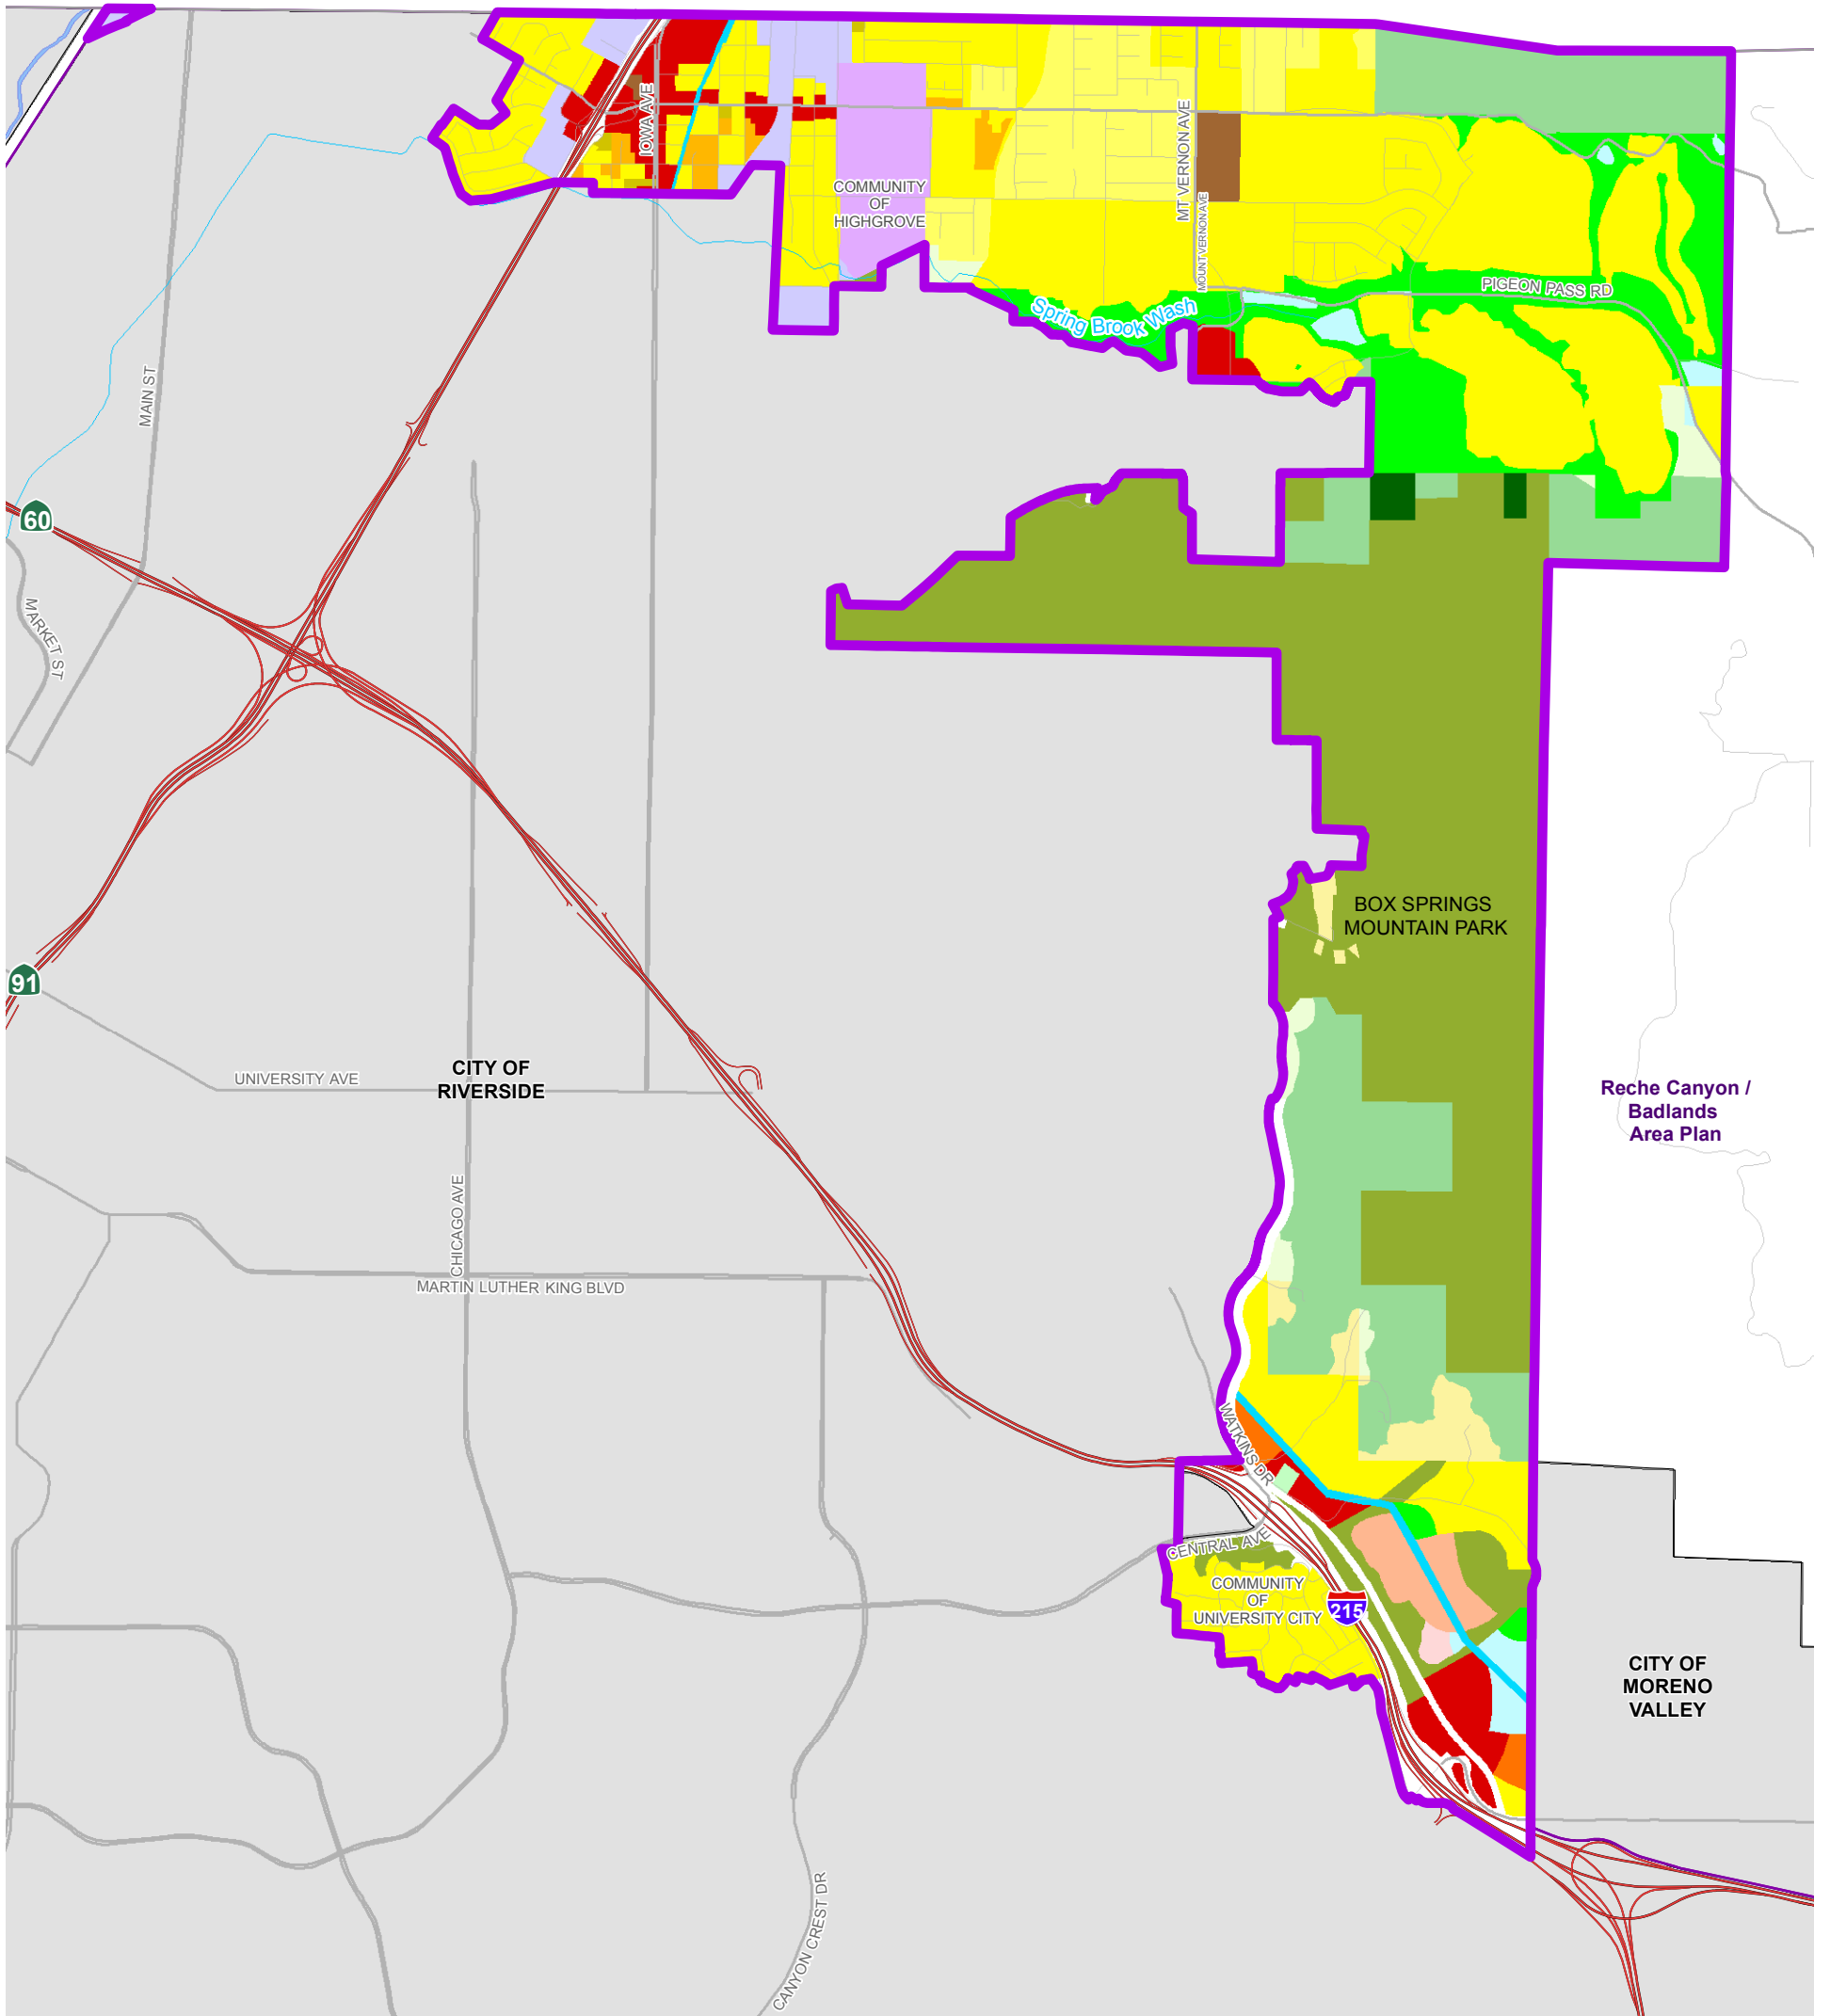 IOWA AVE
MT VERNON AVE
COMMUNITY
OF
HIGHGROVE
MOUNT VERNON AVE
PIGEON PASS RD
Spring Brook Wash
MAIN ST
60
MARKET ST
BOX SPRINGS
MOUNTAIN PARK
91
CITY OF
RIVERSIDE
UNIVERSITY AVE
Reche Canyon /
Badlands
Area Plan
CHICAGO AVE
MARTIN LUTHER KING BLVD
WATKINS DR
CENTRAL AVE
COMMUNITY
OF
UNIVERSITY CITY
215
CITY OF
MORENO
VALLEY
CANYON CREST DR